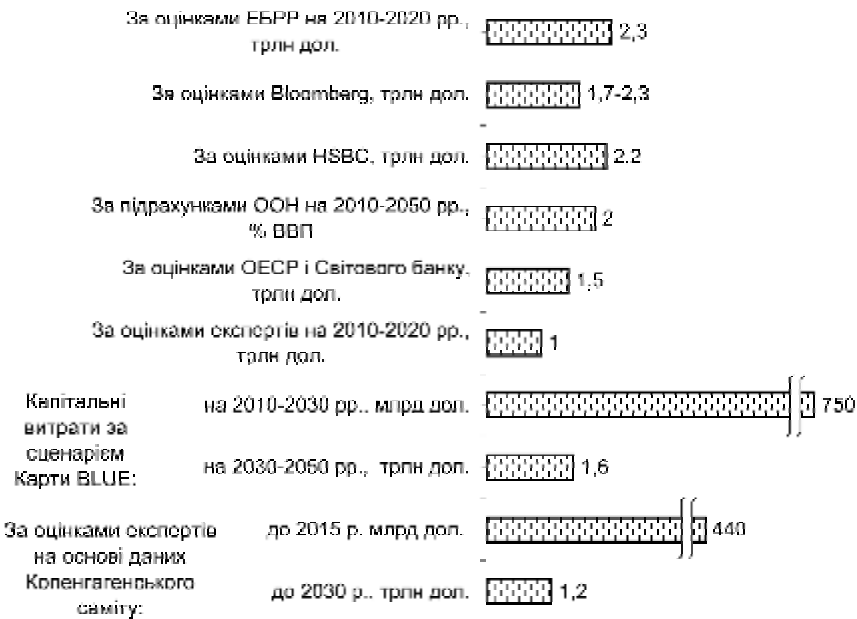 За оцінками ЕБРР на 2010-2020 рр.,
трлн дол.
2,3
За оцінками Bloomberg, трлн дол.
1,7-2,3
За оцінками HSBC, трлн дол.
2,2
За підрахунками ООН на 2010-2050 рр.,
% ВВП
2
За оцінками ОЕСР і Світового банку,
трлн дол.
1,5
За оцінками експертів на 2010-2020 рр.,
трлн дол.
1
Капітальні
витрати за
сценарієм
Карти BLUE:
на 2010-2030 рр., млрд дол.
750
на 2030-2050 рр., трлн дол.
1,6
За оцінками експертів
на основі даних
Копенгагенського
саміту:
до 2015 р. млрд дол.
440
до 2030 р., трлн дол.
1,2